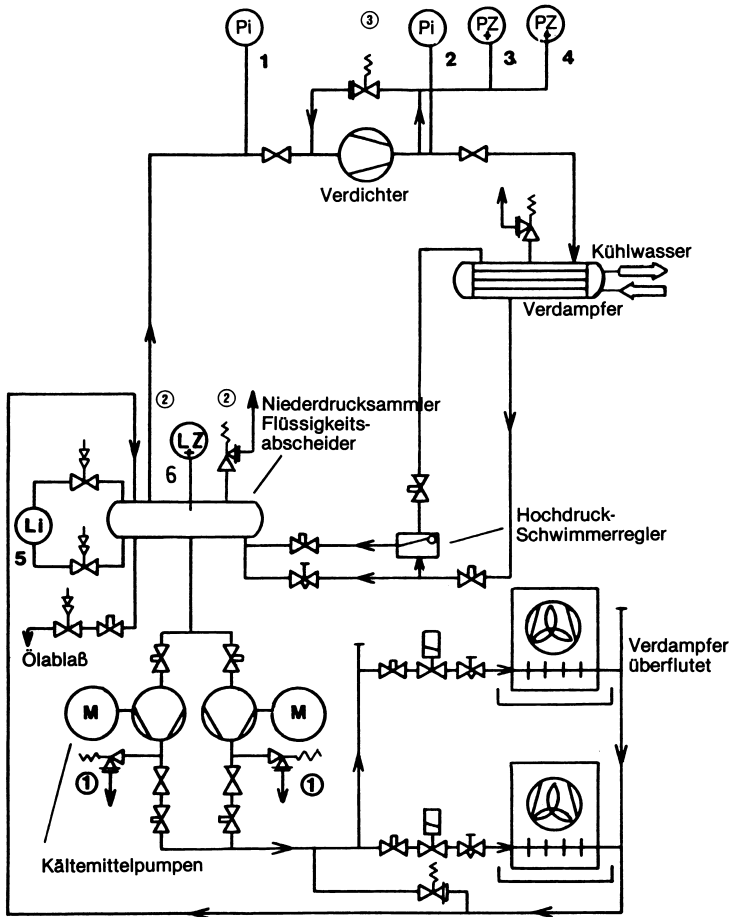 ③
Pi
Pi
PZ
PZ
1
2
3.
4
Verdichter
Kühlwasser
Verdampfer
②
②
Niederdrucksammler
Flüssigkeits-
abscheider
LZ
+
6
Li
5
Hochdruck-
Schwimmerregler
Ölablaß
Verdampfer
überflutet
M
M
①
①
Kältemittelpumpen